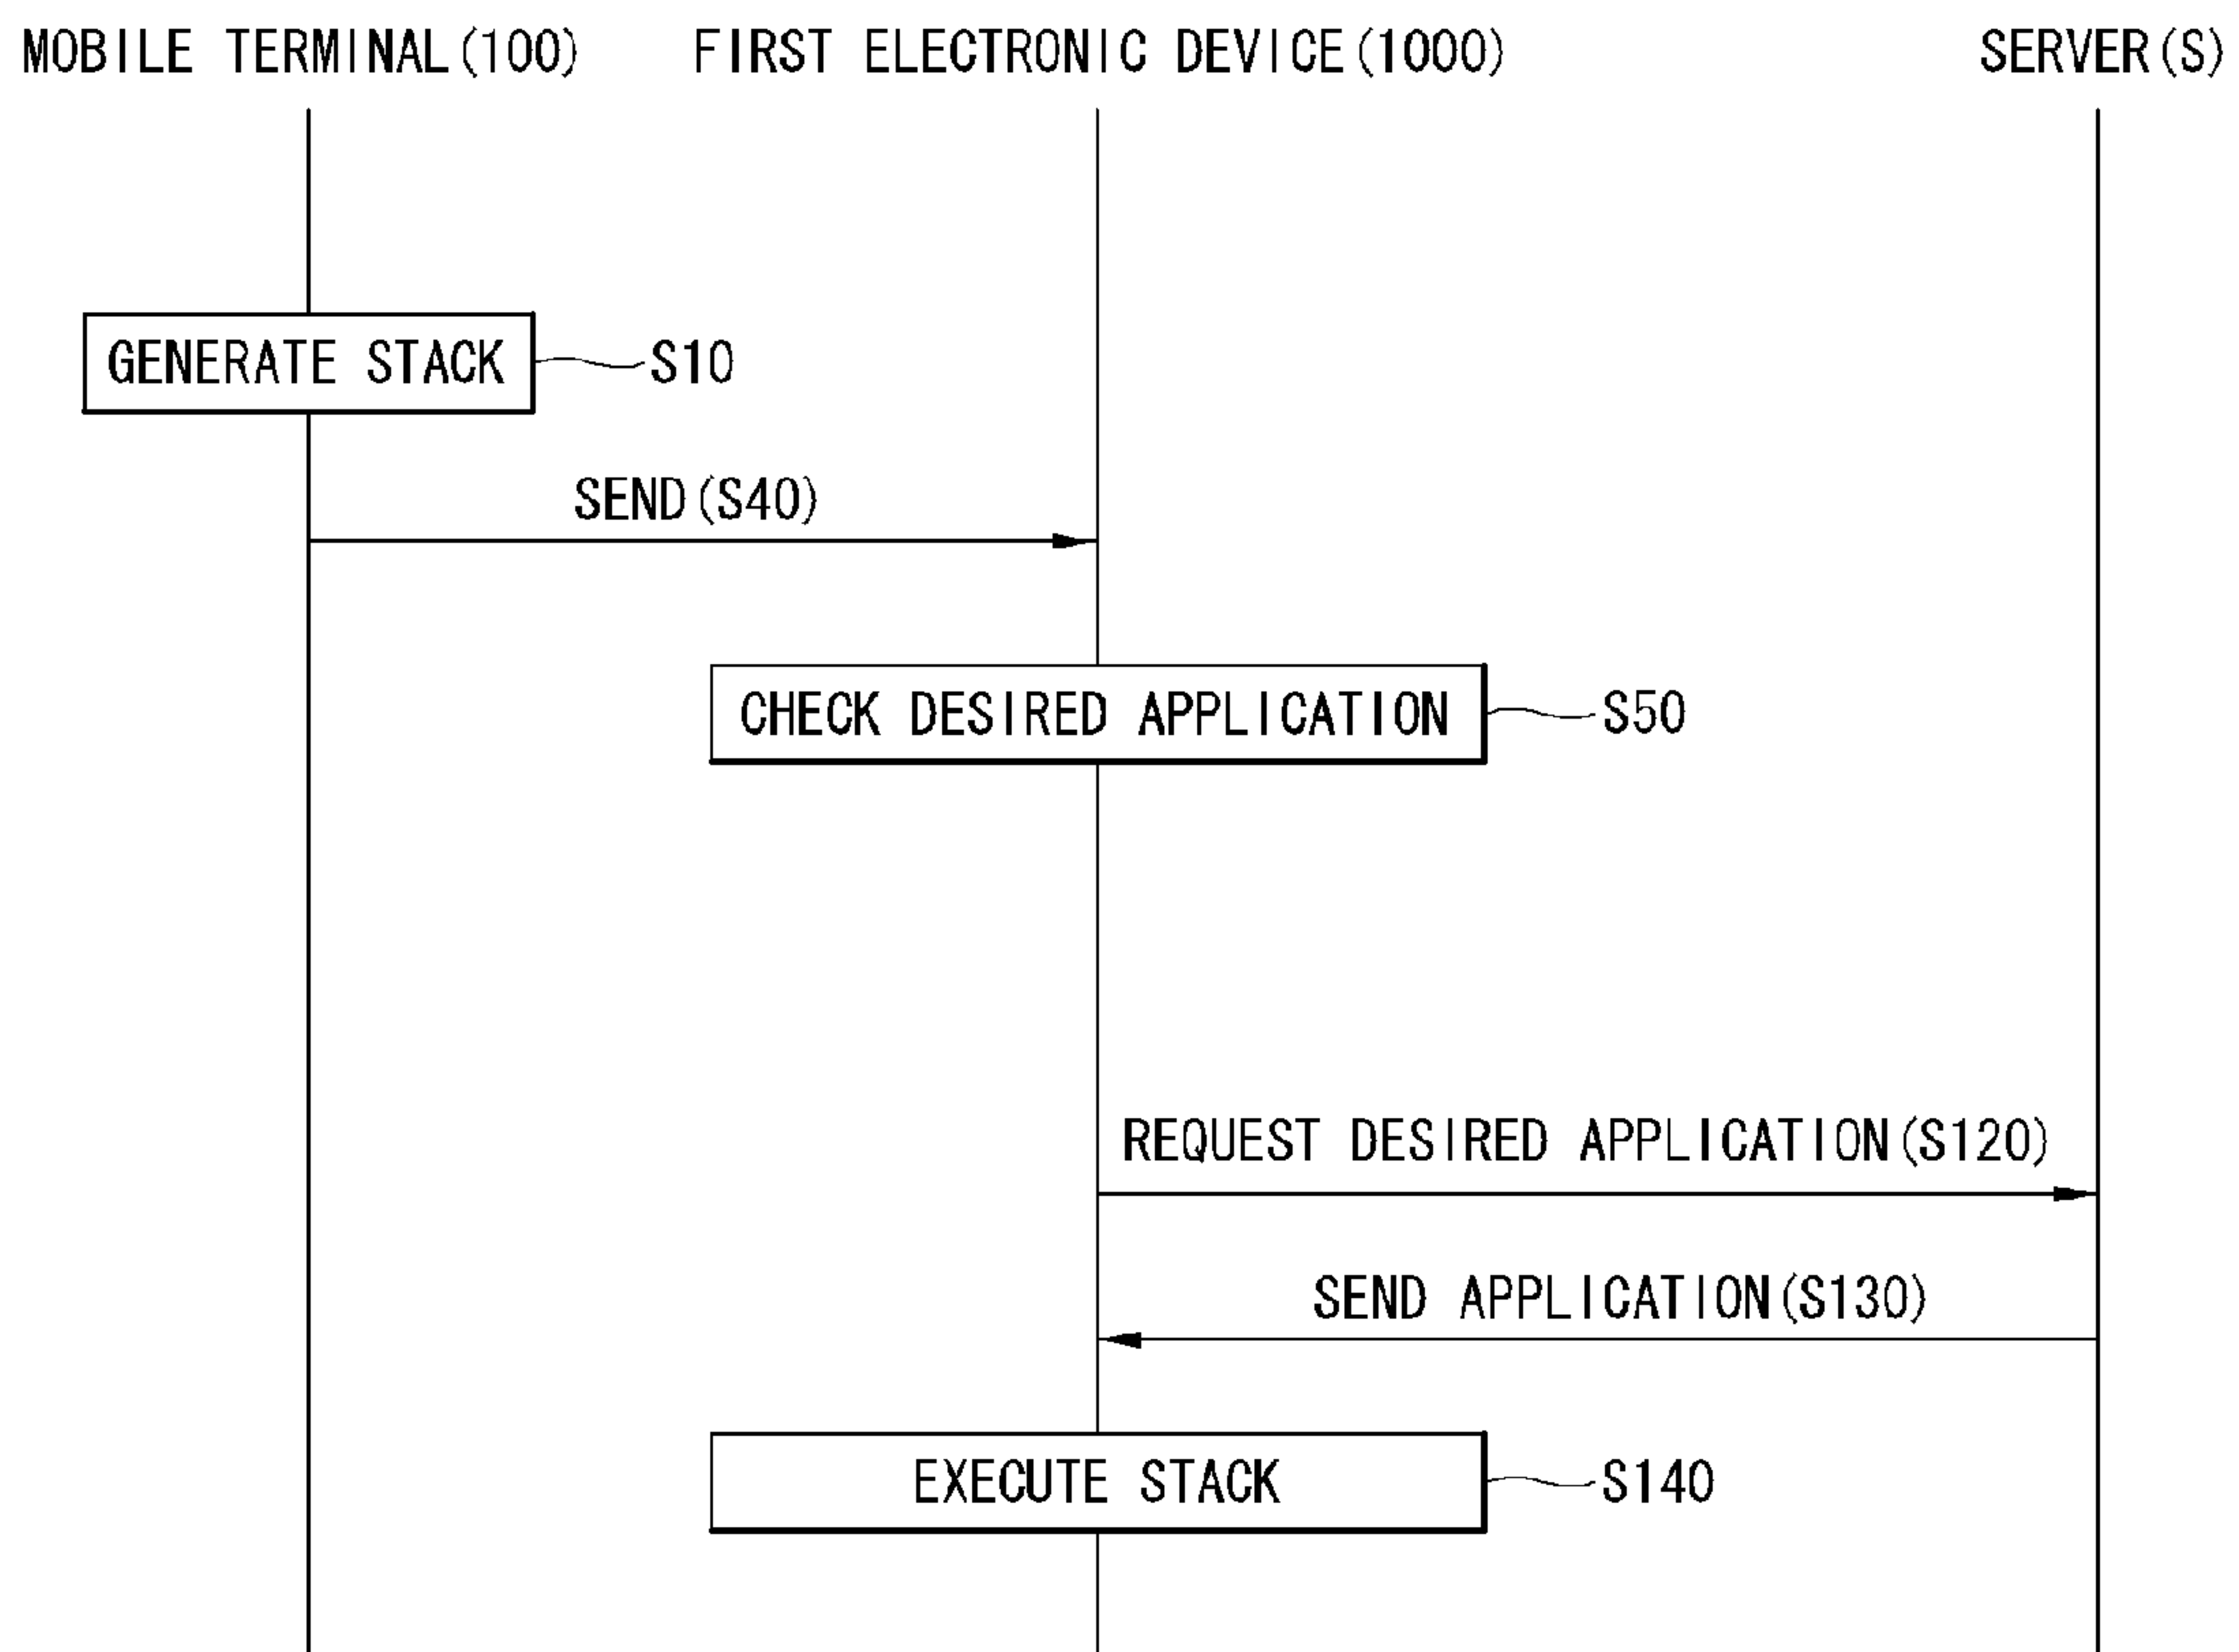 MOBILE TERMINAL(100) FIRST ELECTRONIC DEVICE(1000) SERVER(S)
GENERATE STACK S10
SEND(S40)
CHECK DESIRED APPLICATION S50
REQUEST DESIRED APPLICATION(S120)
SEND APPLICATION(S130)
EXECUTE STACK S140